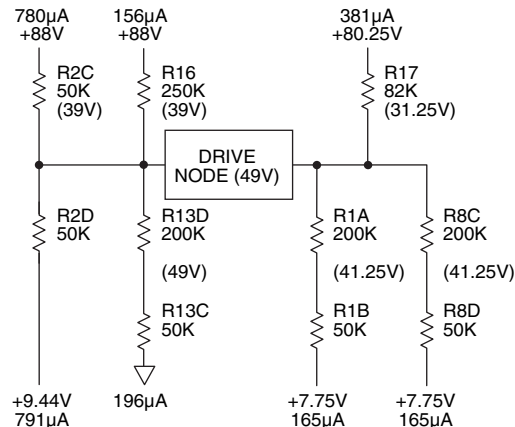 780µA
+88V
156µA
+88V
381µA
+80.25V
R2C
50K
(39V)
R16
250K
(39V)
R17
82K
(31.25V)
DRIVE
NODE (49V)
R2D
50K
R13D
200K
(49V)
R13C
50K
R1A
200K
(41.25V)
R1B
50K
R8C
200K
(41.25V)
R8D
50K
+9.44V
791µA
196µA
+7.75V
165µA
+7.75V
165µA